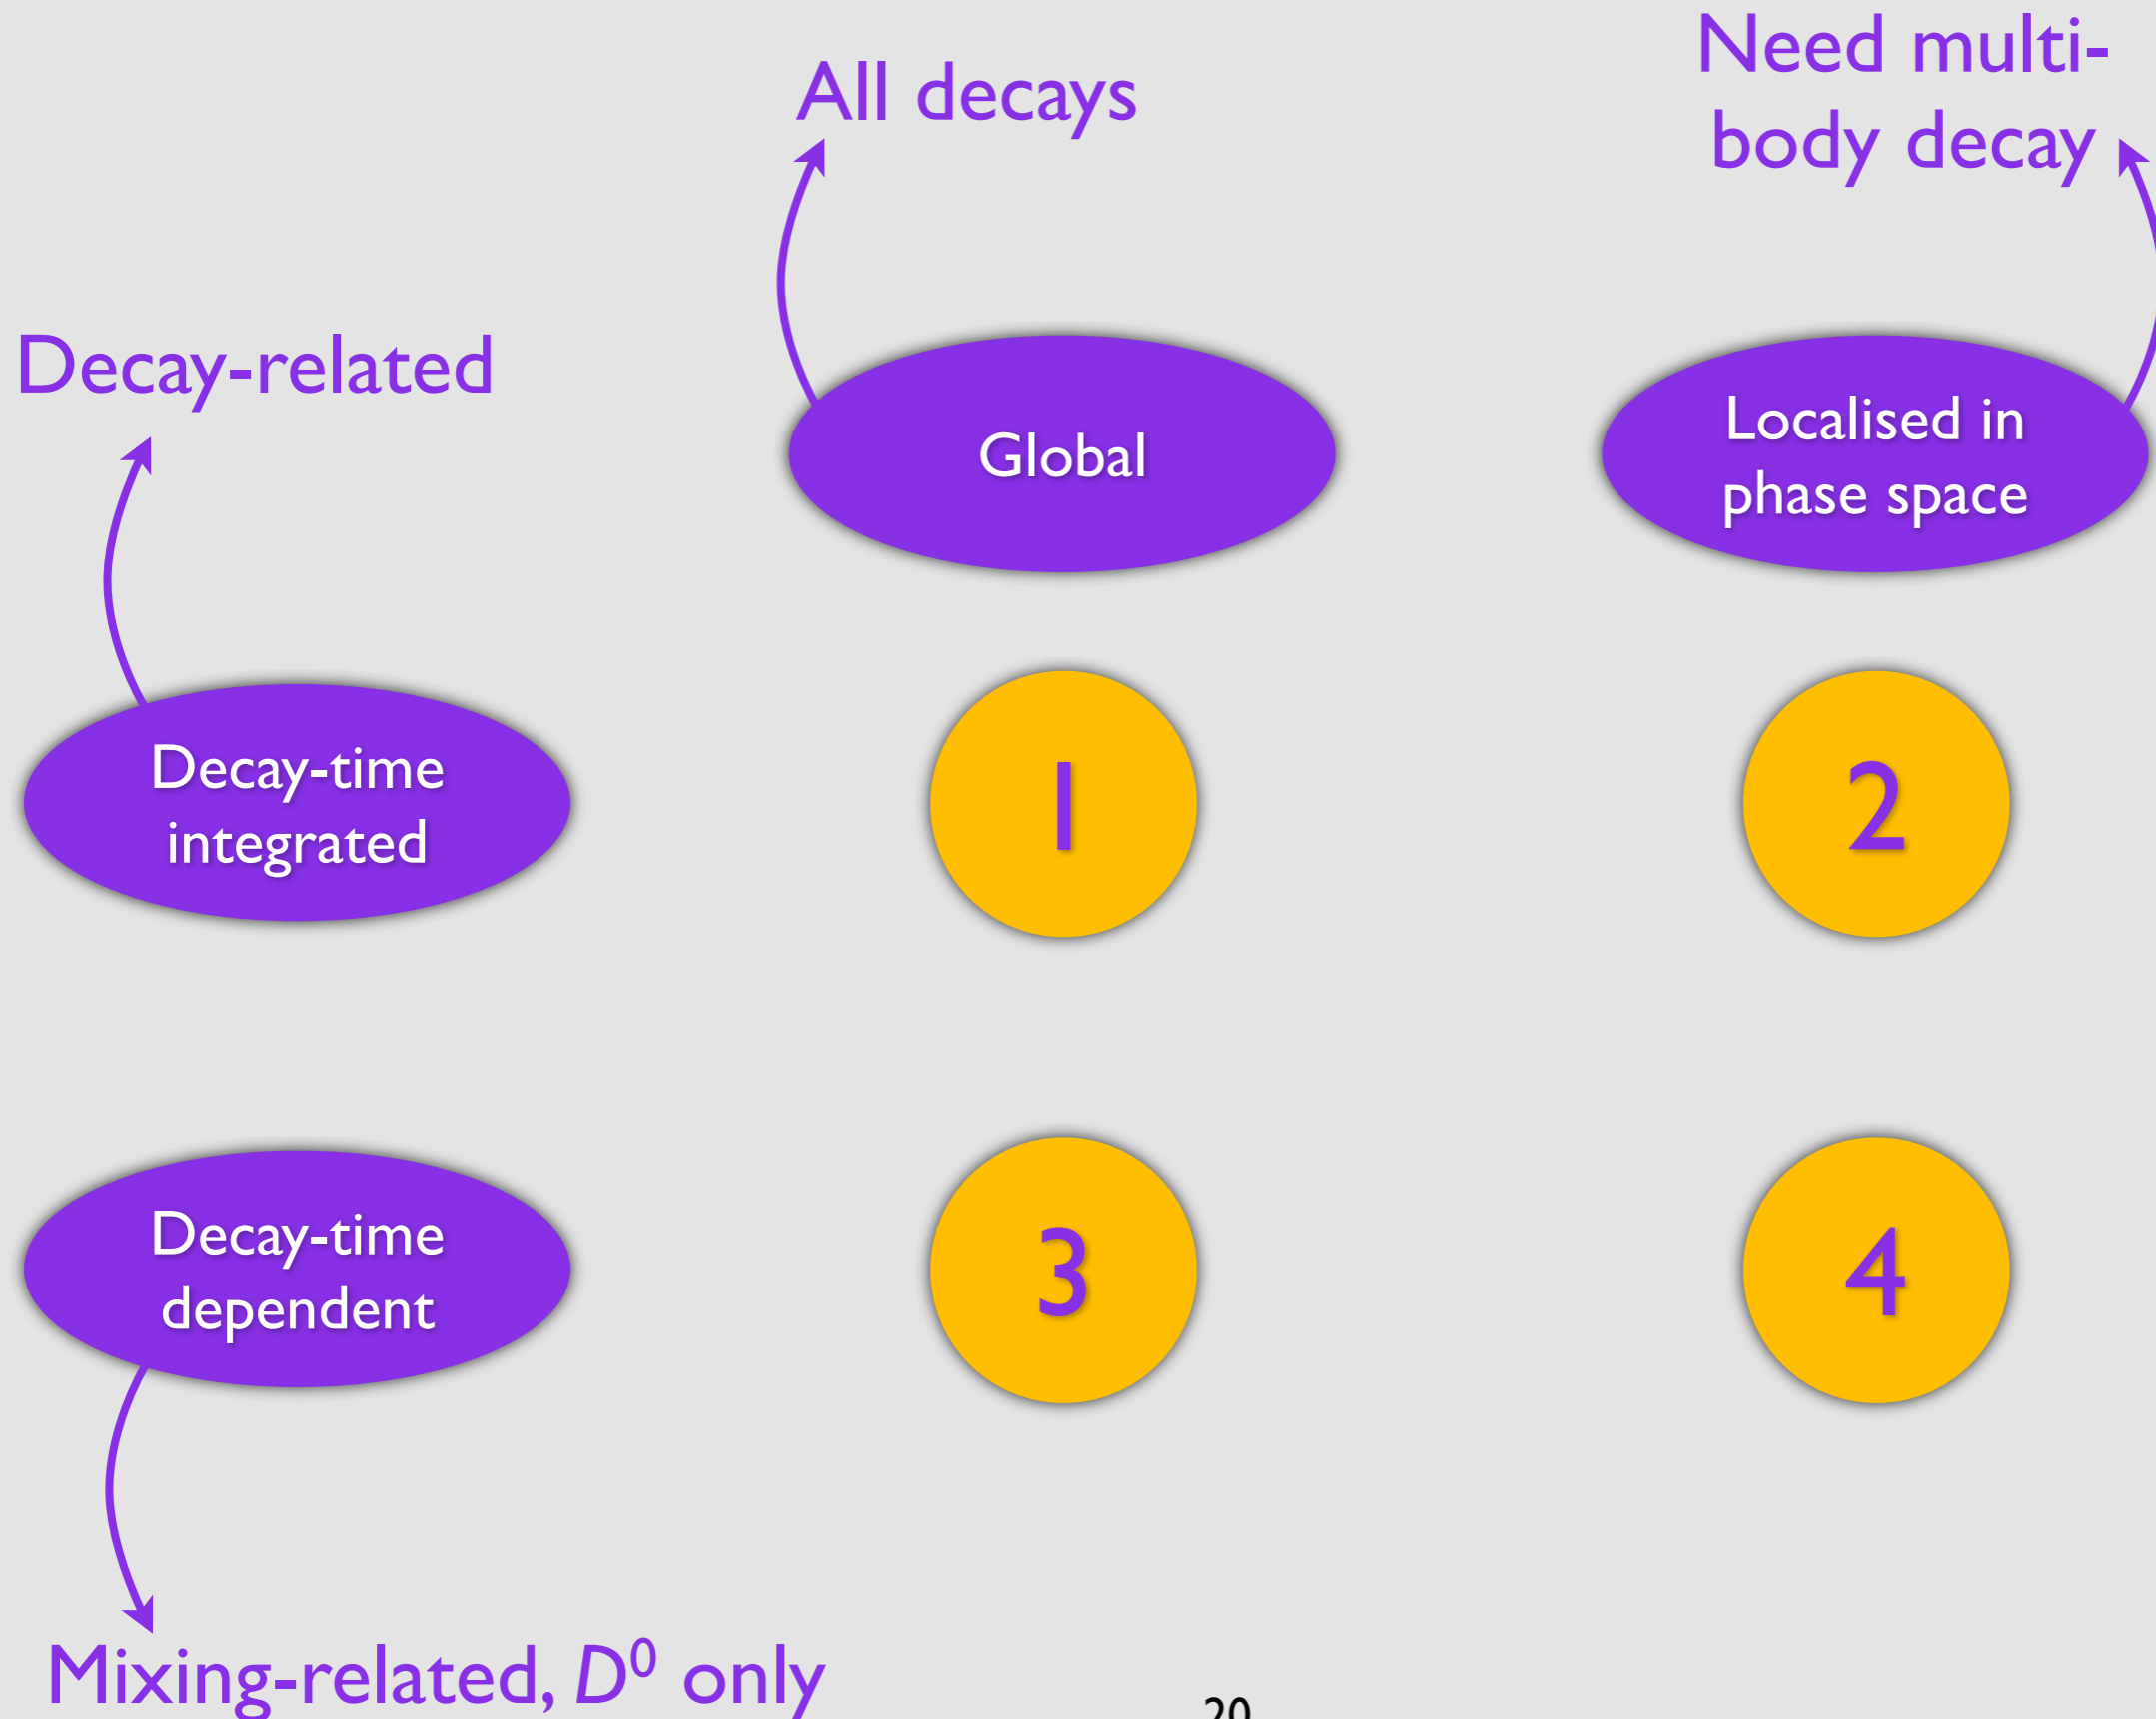 All decays
Need multi-
body decay
Decay-related
Global
Localised in
phase space
Decay-time
integrated
1
2
Decay-time
dependent
3
4
Mixing-related, D⁰ only
20